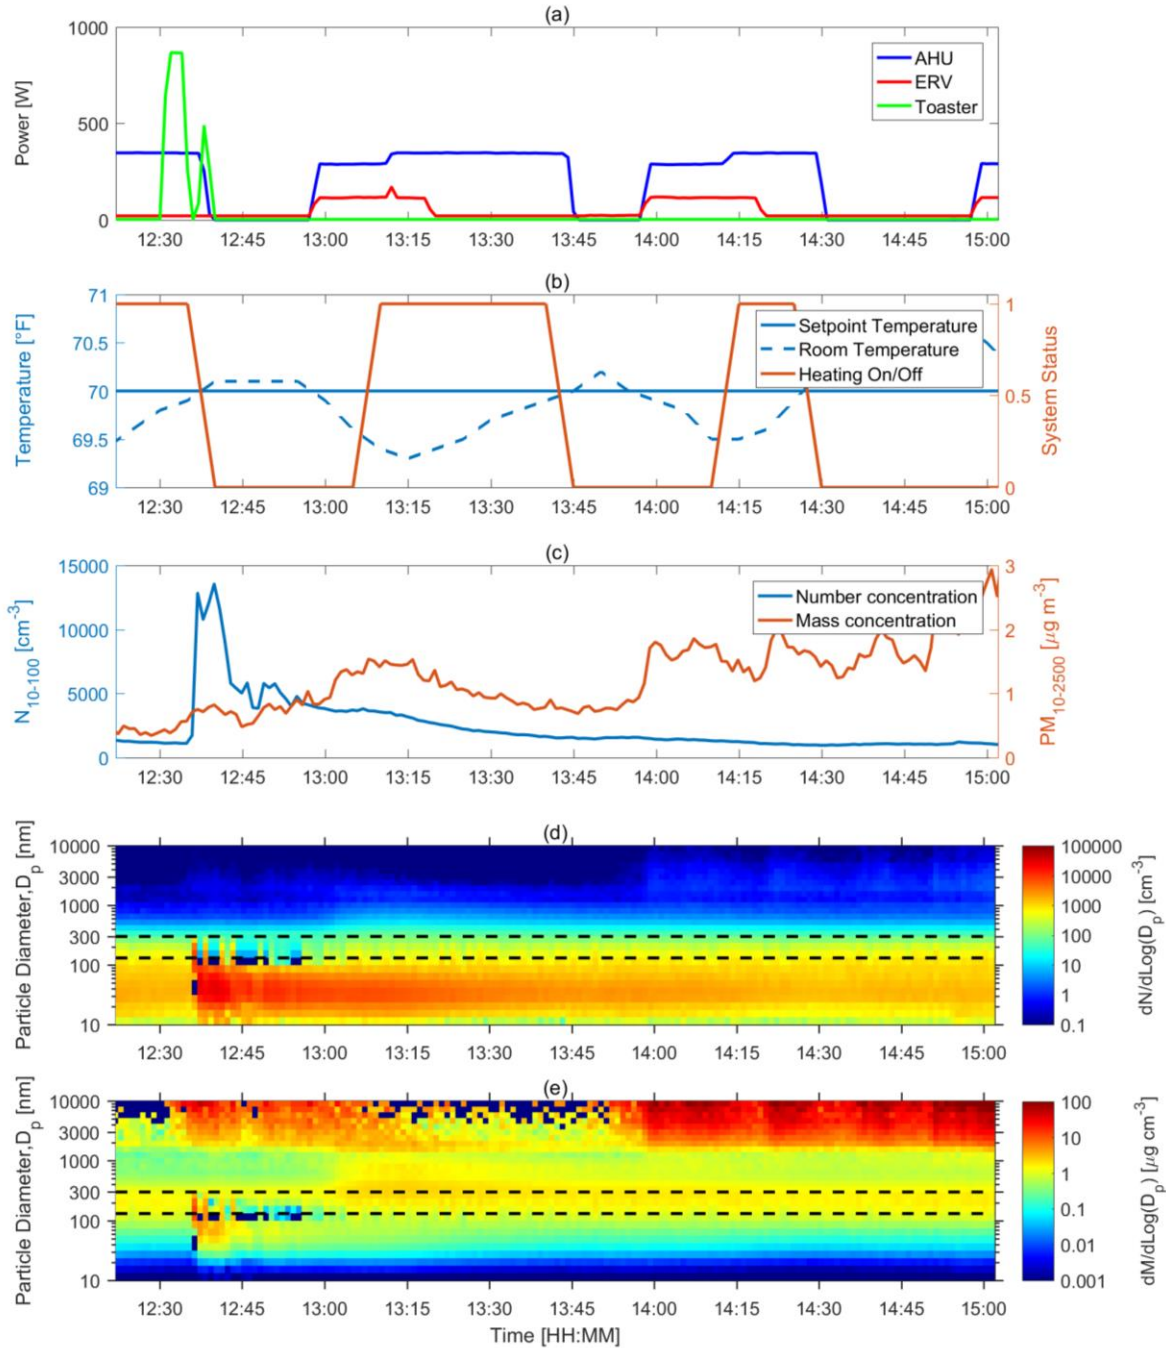 (a)
1000
500
0
Power [W]
AHU
ERV
Toaster
12:30 12:45 13:00 13:15 13:30 13:45 14:00 14:15 14:30 14:45 15:00
(b)
71
70.5
70
69.5
69
Temperature [°F]
Setpoint Temperature
Room Temperature
Heating On/Off
1
0.5
0
System Status
12:30 12:45 13:00 13:15 13:30 13:45 14:00 14:15 14:30 14:45 15:00
(c)
15000
10000
5000
0
N10-100 [cm-3]
Number concentration
Mass concentration
3
2
1
0
PM10-2500 [μg m-3]
12:30 12:45 13:00 13:15 13:30 13:45 14:00 14:15 14:30 14:45 15:00
(d)
10000
3000
1000
300
100
10
Particle Diameter,Dp [nm]
100000
10000
1000
100
10
1
0.1
dN/dLog(Dp) [cm-3]
12:30 12:45 13:00 13:15 13:30 13:45 14:00 14:15 14:30 14:45 15:00
(e)
10000
3000
1000
300
100
10
Particle Diameter,Dp [nm]
100
10
1
0.1
0.01
0.001
dM/dLog(Dp) [μg cm-3]
12:30 12:45 13:00 13:15 13:30 13:45 14:00 14:15 14:30 14:45 15:00
Time [HH:MM]